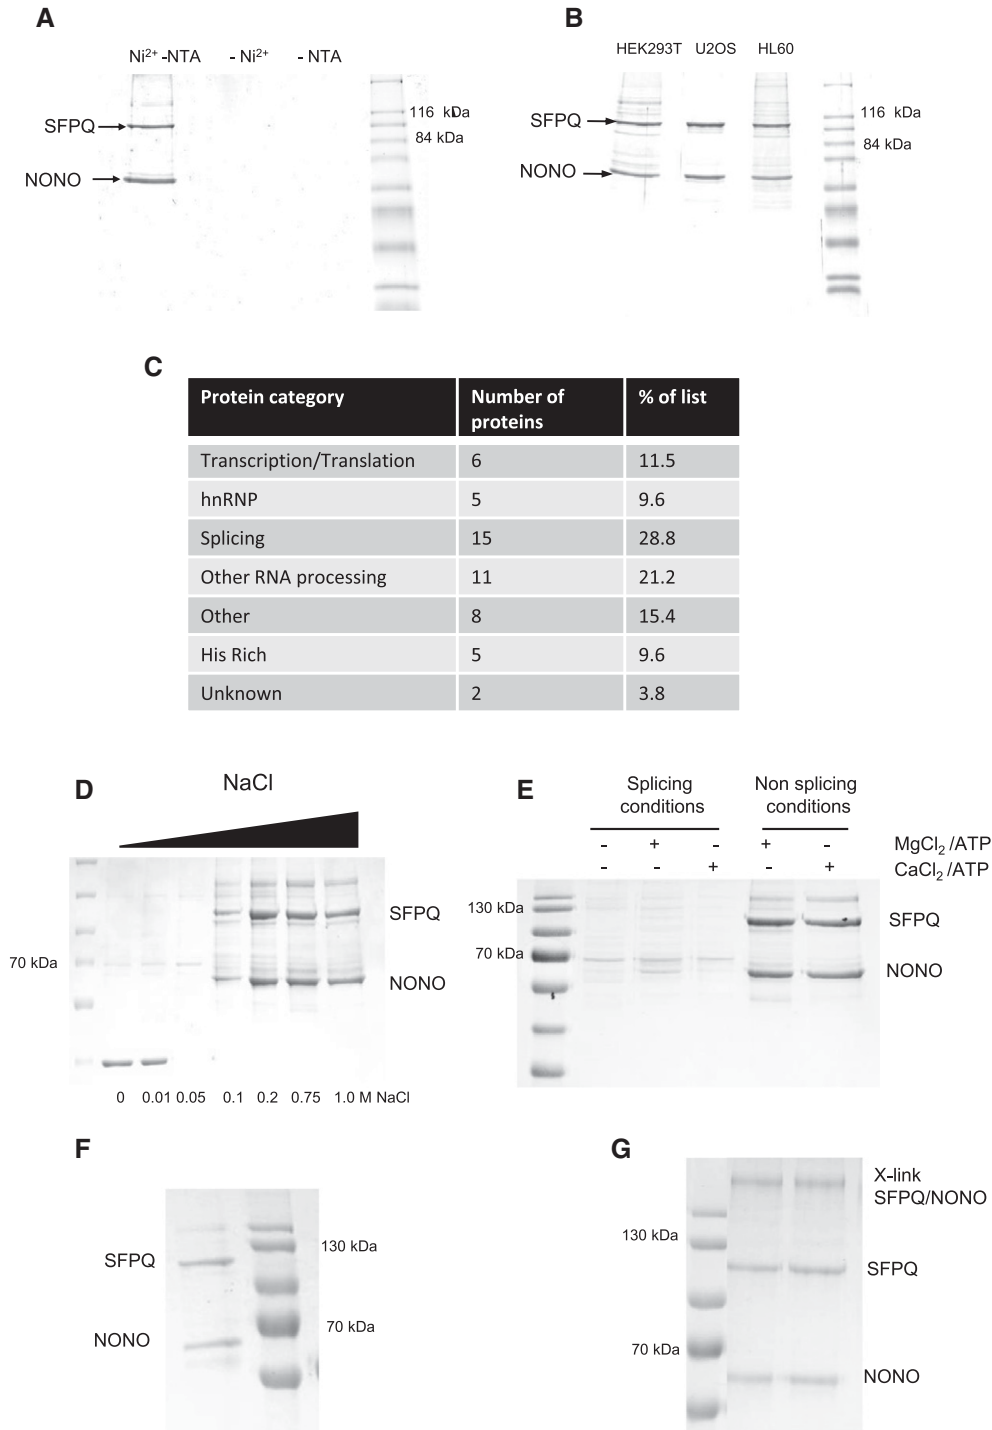 A
Ni2+ -NTA - Ni2+ - NTA
SFPQ
NONO
116 kDa
84 kDa
B
HEK293T U2OS HL60
SFPQ
NONO
116 kDa
84 kDa
C
Protein category Number of proteins % of list
Transcription/Translation 6 11.5
hnRNP 5 9.6
Splicing 15 28.8
Other RNA processing 11 21.2
Other 8 15.4
His Rich 5 9.6
Unknown 2 3.8
D
NaCl
SFPQ
70 kDa
NONO
0 0.01 0.05 0.1 0.2 0.75 1.0 M NaCl
E
Splicing conditions
Non splicing conditions
- + - + MgCl2 /ATP
- - + + CaCl2 /ATP
130 kDa
SFPQ
70 kDa
NONO
F
130 kDa
SFPQ
70 kDa
NONO
G
X-link
SFPQ/NONO
130 kDa
SFPQ
70 kDa
NONO